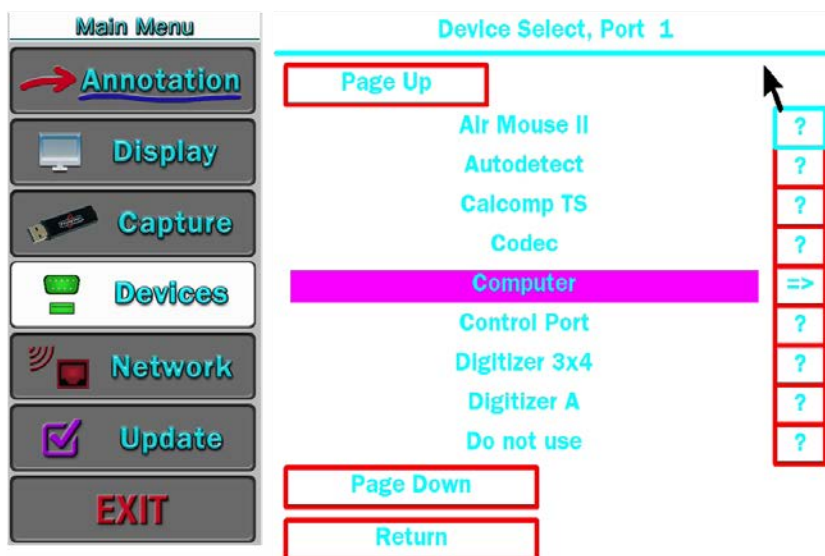 Main Menu
Annotation
Display
Capture
Devices
Network
Update
EXIT
Device Select, Port 1
Page Up
Air Mouse II ?
Autodetect ?
Calcomp TS ?
Codec ?
Computer =>
Control Port ?
Digitizer 3x4 ?
Digitizer A ?
Do not use ?
Page Down
Return